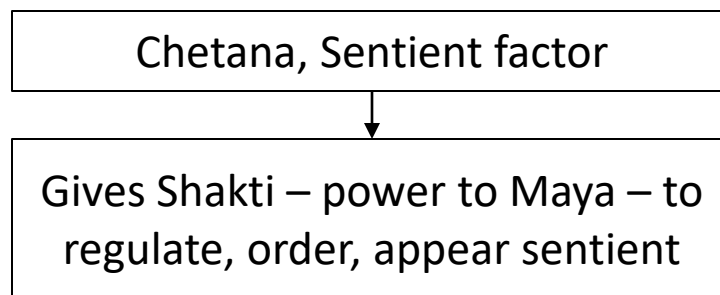 Chetana, Sentient factor
Gives Shakti – power to Maya – to
regulate, order, appear sentient